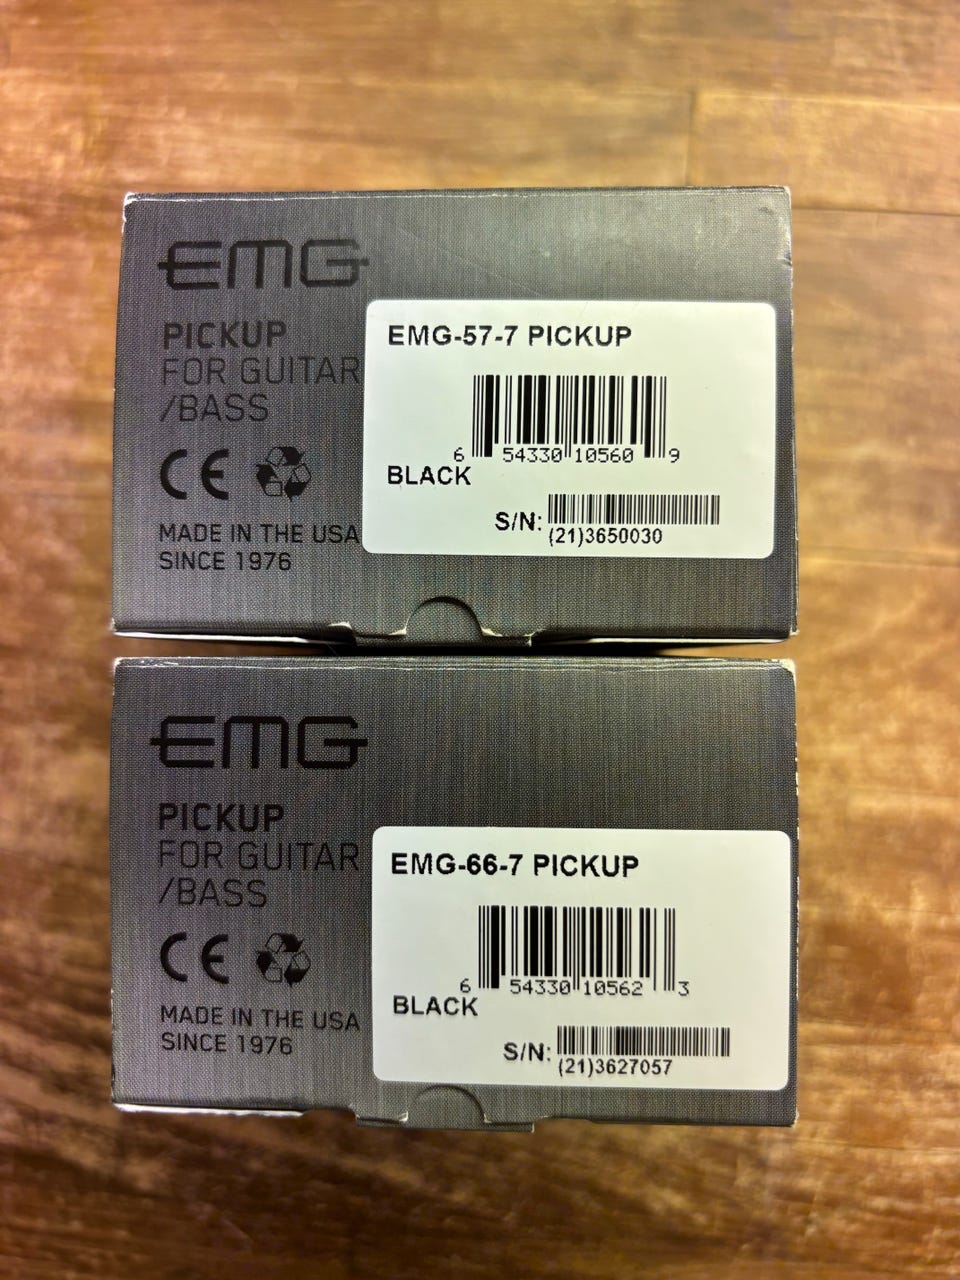 EMG
PICKUP
FOR GUITAR
/BASS
CE
MADE IN THE USA
SINCE 1976
EMG-57-7 PICKUP
6 54330 10560 9
BLACK
S/N:
(21)3650030
EMG
PICKUP
FOR GUITAR
/BASS
CE
MADE IN THE USA
SINCE 1976
EMG-66-7 PICKUP
6 54330 10562 3
BLACK
S/N:
(21)3627057